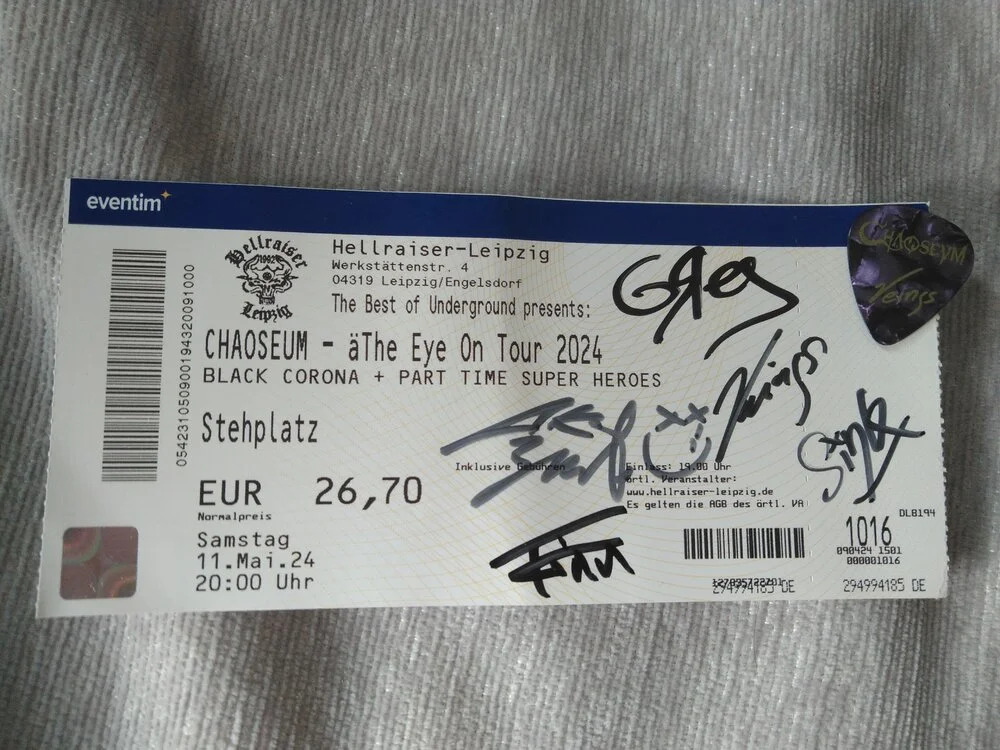 eventim
Hellraiser
1992
Leipzig
Hellraiser-Leipzig
Werkstättenstr. 4
04319 Leipzig/Engelsdorf
The Best of Underground presents:
CHAOSEUM - äThe Eye On Tour 2024
BLACK CORONA + PART TIME SUPER HEROES
Stehplatz
Inklusive Gebühren
EUR 26,70
Normalpreis
Samstag
11.Mai.24
20:00 Uhr
Einlass: 19.00 Uhr
örtl. Veranstalter:
www.hellraiser-leipzig.de
Es gelten die AGB des örtl. VA
294994185 DE
DL8194
1016
090424 1501
000001016
294994185 DE
054231050900194320091000
CHAOSEUM
Veings